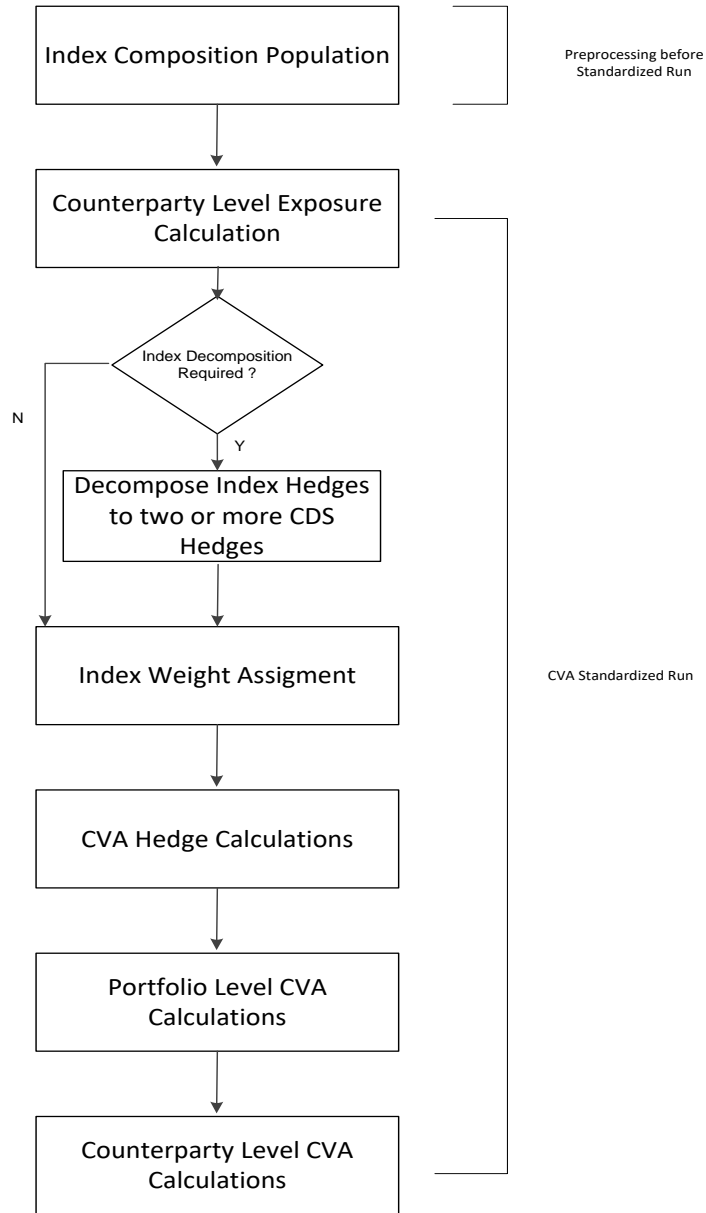 Index Composition Population
Preprocessing before
Standardized Run
Counterparty Level Exposure
Calculation
Index Decomposition
Required ?
N
Y
Decompose Index Hedges
to two or more CDS
Hedges
Index Weight Assigment
CVA Standardized Run
CVA Hedge Calculations
Portfolio Level CVA
Calculations
Counterparty Level CVA
Calculations